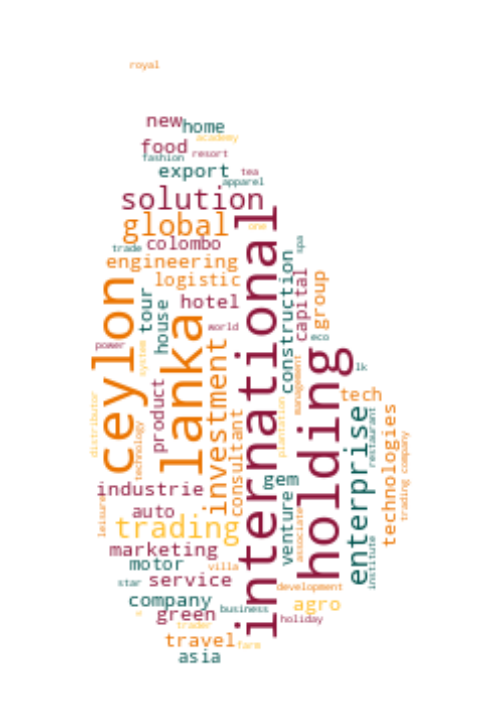 royal
new
home
academy
food
fashion
resort
export
tea
apparel
solution
global
one
trade
colombo
spa
engineering
logistic
international
construction
capital
group
tour
house
hotel
ceylon
lanka
world
power
system
investment
eco
holding
lk
management
tech
product
consultant
plantation
distributor
technology
enterprise
restaurant
technologies
trading company
gem
industrie
leisure
auto
venture
associate
trading
marketing
motor
villa
institute
star
service
development
company
business
agro
green
holiday
trader
travel
farm
asia